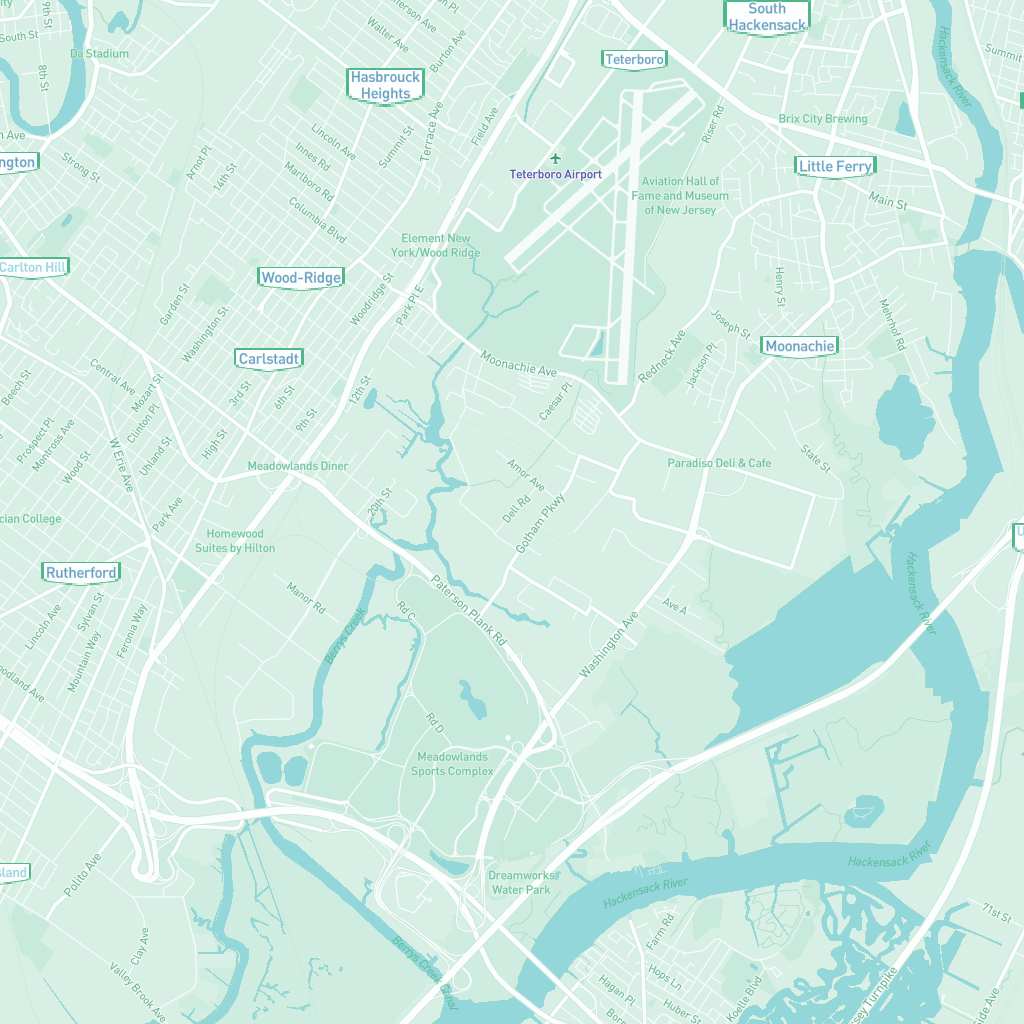 South
Hackensack
Hackensack River
Summit
9th St
South St
8th St
Da Stadium
Walter Ave
Burton Ave
Teterboro
Hasbrouck
Heights
Field Ave
Terrace Ave
Summit St
Riser Rd
Brix City Brewing
Lincoln Ave
Innes Rd
Marlboro Rd
Strong St
Arnot Pl
14th St
Teterboro Airport
Little Ferry
Aviation Hall of
Fame and Museum
of New Jersey
Main St
Columbia Blvd
Element New
York/Wood Ridge
Carlton Hill
Wood-Ridge
Woodridge St
Park Pl E
Garden St
Washington St
Henry St
Joseph St
Mehrhof Rd
Moonachie
Carlstadt
Moonachie Ave
Redneck Ave
Jackson Pl
Central Ave
Beech St
Mozart St
3rd St
6th St
12th St
9th St
Caesar Pl
Prospect Pl
Montross Ave
Clinton Pl
Uhland St
High St
W Erie Ave
Wood St
Meadowlands Diner
Amor Ave
Paradiso Deli & Cafe
State St
20th St
Dell Rd
Gotham Pkwy
Park Ave
Homewood
Suites by Hilton
Rutherford
Manor Rd
Paterson Plank Rd
Rd C
Ave A
Hackensack River
Lincoln Ave
Sylvan St
Mountain Way
Feronia Way
Berrys Creek
Washington Ave
Rd D
Meadowlands
Sports Complex
Polito Ave
Dreamworks
Water Park
Hackensack River
Hackensack River
Clay Ave
Valley Brook Ave
Berrys Creek Canal
Farm Rd
71st St
Hops Ln
Hagan Pl
Huber St
Koelle Blvd